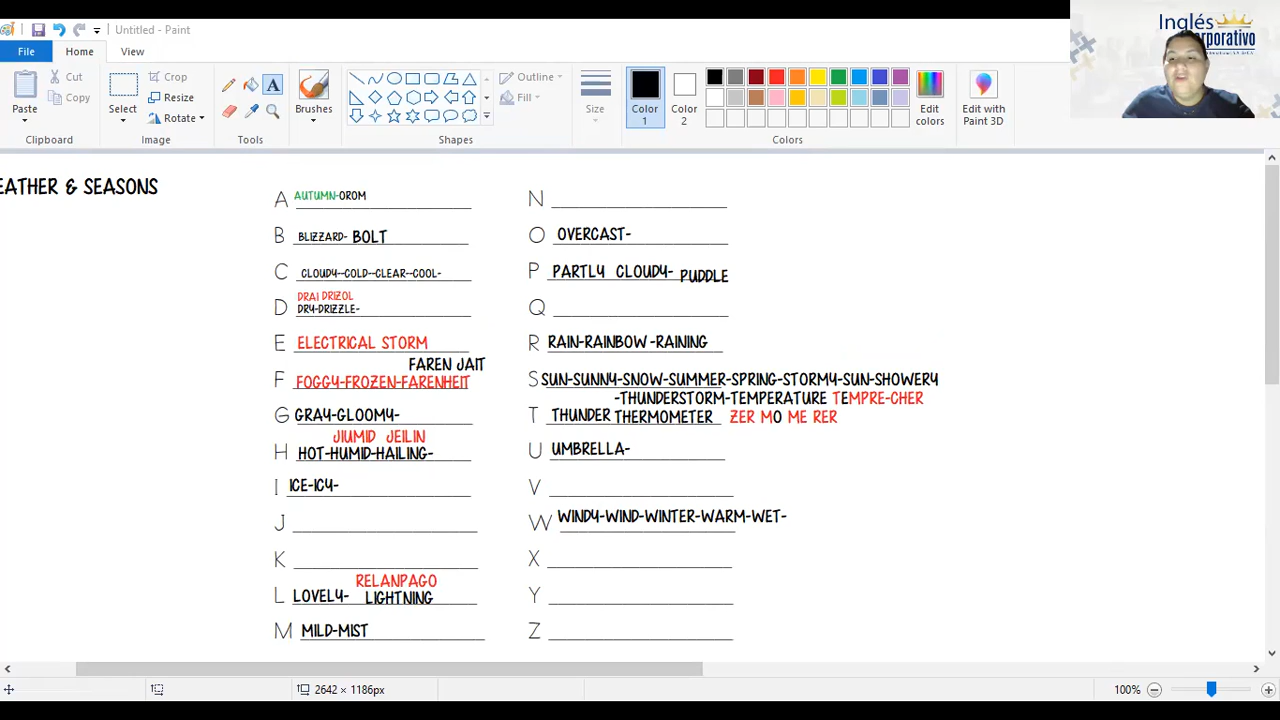 Untitled - Paint
File Home View
Paste
Cut
Copy
Clipboard
Select
Crop
Resize
Rotate
Image
A
Tools
Brushes
Shapes
Outline
Fill
Size
Color 1
Color 2
Edit colors
Edit with Paint 3D
Colors
Inglés
orporativo
EATHER & SEASONS
A AUTUMN-OROM
B BLIZZARD- BOLT
C CLOUDY--COLD--CLEAR--COOL-
DRAI DRIZOL
D DRY-DRIZZLE-
E ELECTRICAL STORM
FAREN JAIT
F FOGGY-FROZEN-FARENHEIT
G GRAY-GLOOMY-
JIUMID JEILIN
H HOT-HUMID-HAILING-
I ICE-ICY-
J
K
RELANPAGO
L LOVELY- LIGHTNING
M MILD-MIST
N
O OVERCAST-
P PARTLY CLOUDY- PUDDLE
Q
R RAIN-RAINBOW -RAINING
S SUN-SUNNY-SNOW-SUMMER-SPRING-STORMY-SUN-SHOWERY
-THUNDERSTORM-TEMPERATURE TEMPRE-CHER
T THUNDER THERMOMETER ZER MO ME RER
U UMBRELLA-
V
W WINDY-WIND-WINTER-WARM-WET-
X
Y
Z
2642 × 1186px
100%